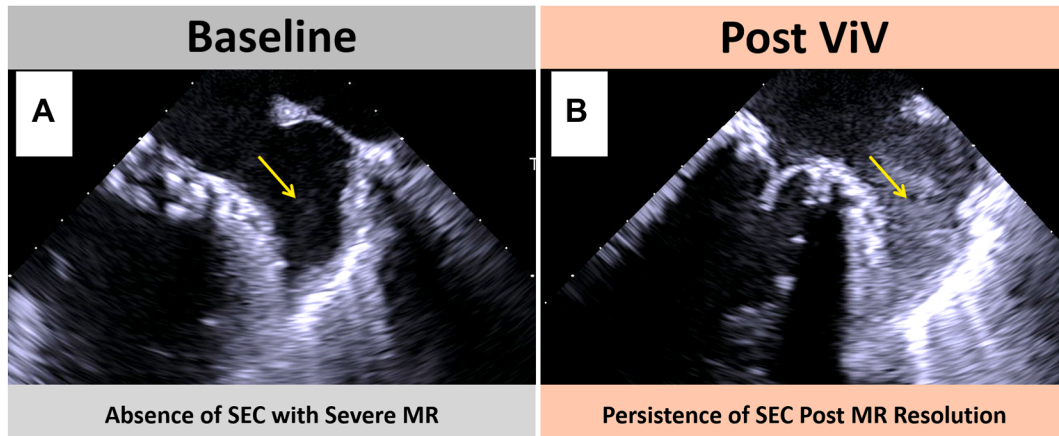 Baseline
Post ViV
A
B
T
Absence of SEC with Severe MR
Persistence of SEC Post MR Resolution